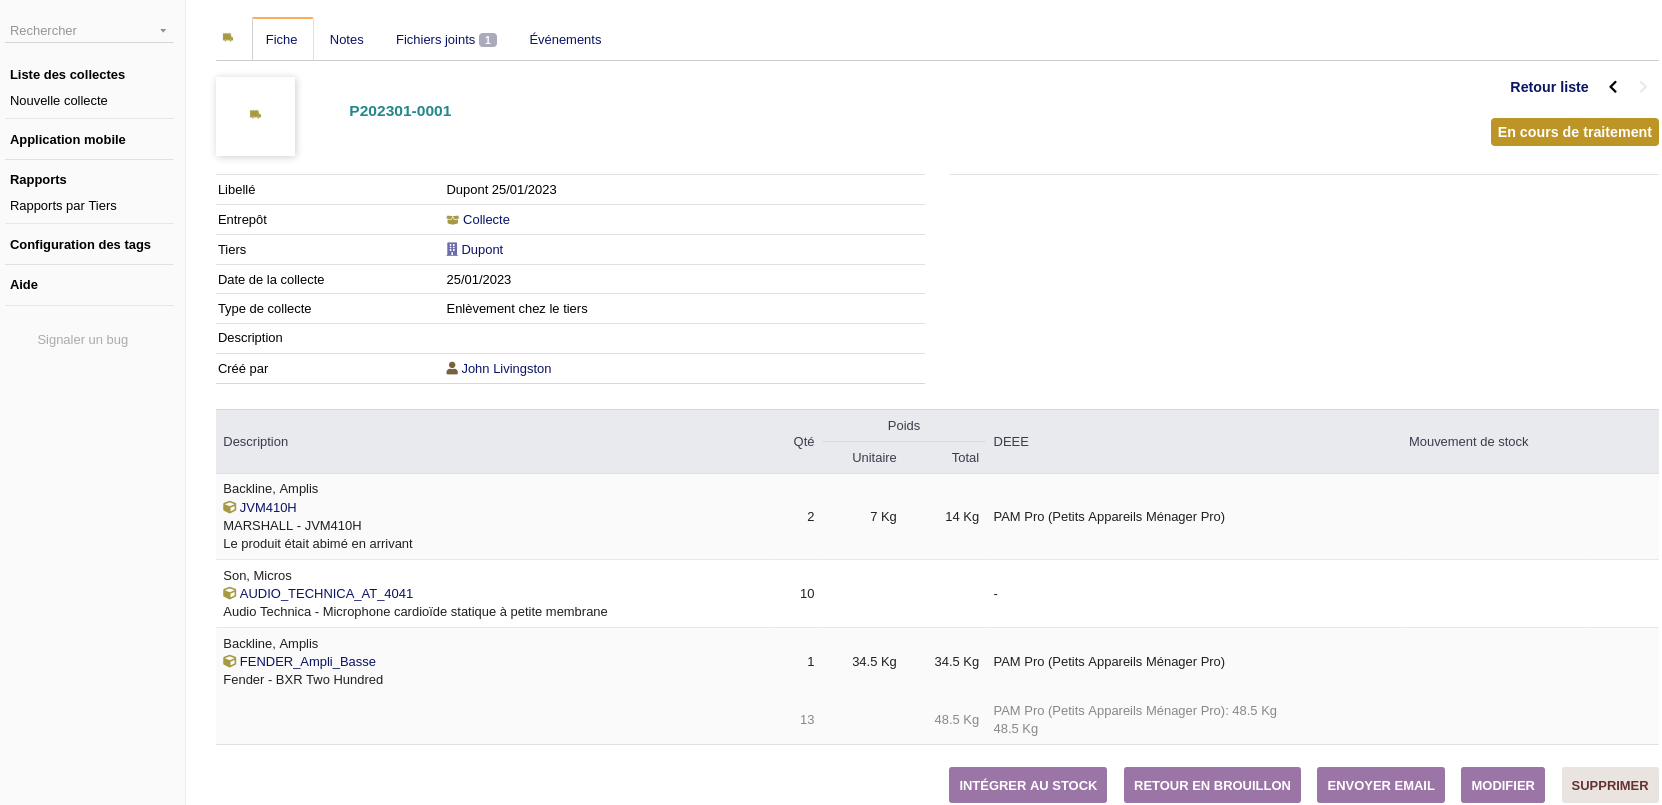 Rechercher
Liste des collectes
Nouvelle collecte
Application mobile
Rapports
Rapports par Tiers
Configuration des tags
Aide
Signaler un bug
Fiche Notes Fichiers joints 1 Événements
P202301-0001
Retour liste
En cours de traitement
Libellé Dupont 25/01/2023
Entrepôt Collecte
Tiers Dupont
Date de la collecte 25/01/2023
Type de collecte Enlèvement chez le tiers
Description
Créé par John Livingston
Description Qté Poids DEEE Mouvement de stock
Unitaire Total
Backline, Amplis
JVM410H
MARSHALL - JVM410H
Le produit était abimé en arrivant
2 7 Kg 14 Kg PAM Pro (Petits Appareils Ménager Pro)
Son, Micros
AUDIO_TECHNICA_AT_4041
Audio Technica - Microphone cardioïde statique à petite membrane
10 -
Backline, Amplis
FENDER_Ampli_Basse
Fender - BXR Two Hundred
1 34.5 Kg 34.5 Kg PAM Pro (Petits Appareils Ménager Pro)
13 48.5 Kg PAM Pro (Petits Appareils Ménager Pro): 48.5 Kg
48.5 Kg
INTÉGRER AU STOCK RETOUR EN BROUILLON ENVOYER EMAIL MODIFIER SUPPRIMER